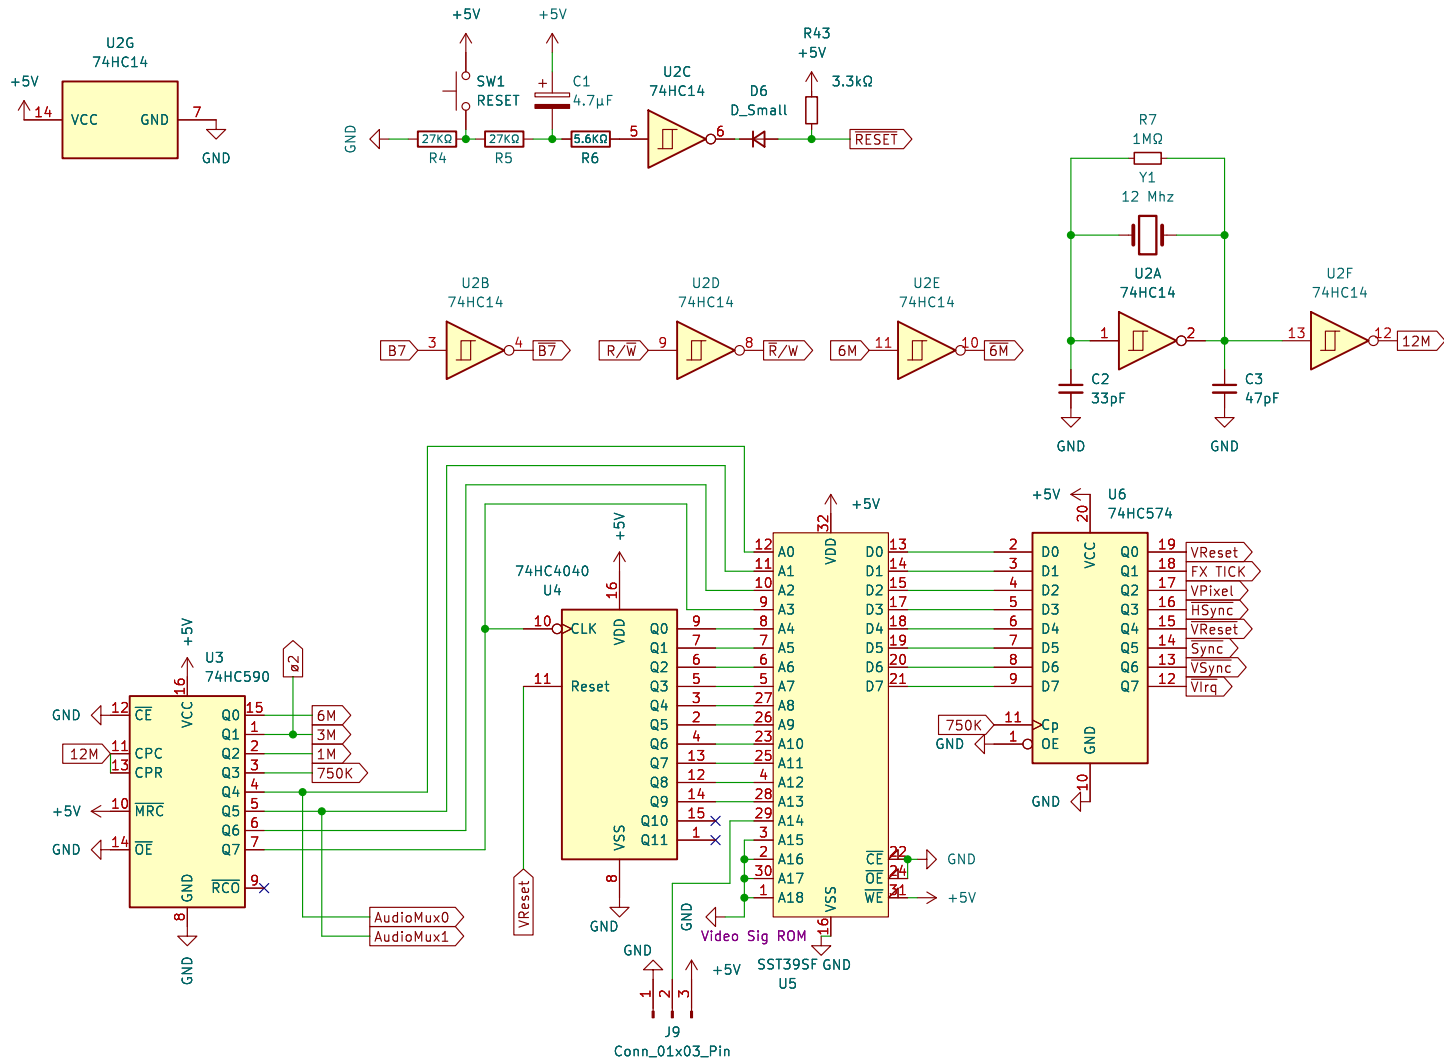 U2G
74HC14
+5V
14
VCC
GND
7
GND
+5V
+5V
SW1
RESET
+
C1
4.7µF
GND
27KΩ
R4
27KΩ
R5
5.6KΩ
R6
U2C
74HC14
5
6
D6
D_Small
R43
+5V
3.3kΩ
RESET
R7
1MΩ
Y1
12 Mhz
U2A
74HC14
1
2
U2F
74HC14
13
12
12M
C2
33pF
GND
C3
47pF
GND
U2B
74HC14
B7
3
4
B7
U2D
74HC14
R/W
9
8
R/W
U2E
74HC14
6M
11
10
6M
U3
74HC590
+5V
16
VCC
ø2
GND
12
CE
12M
11
CPC
13
CPR
+5V
10
MRC
GND
14
OE
Q0
15
6M
Q1
1
3M
Q2
2
1M
Q3
3
750K
Q4
4
Q5
5
Q6
6
Q7
7
RCO
9
GND
8
GND
AudioMux0
AudioMux1
74HC4040
U4
+5V
16
VDD
10
CLK
11
Reset
VReset
Q0
9
Q1
7
Q2
6
Q3
5
Q4
3
Q5
2
Q6
4
Q7
13
Q8
12
Q9
14
Q10
15
Q11
1
VSS
8
GND
+5V
32
VDD
12
A0
11
A1
10
A2
9
A3
8
A4
7
A5
6
A6
5
A7
27
A8
26
A9
23
A10
25
A11
4
A12
28
A13
29
A14
3
A15
2
A16
30
A17
1
A18
D0
13
D1
14
D2
15
D3
17
D4
18
D5
19
D6
20
D7
21
CE
22
GND
OE
24
WE
31
+5V
VSS
16
GND
GND
Video Sig ROM
SST39SF
U5
GND
+5V
1
2
3
J9
Conn_01x03_Pin
+5V
U6
74HC574
20
VCC
2
D0
3
D1
4
D2
5
D3
6
D4
7
D5
8
D6
9
D7
750K
11
Cp
GND
1
OE
Q0
19
VReset
Q1
18
FX TICK
Q2
17
VPixel
Q3
16
HSync
Q4
15
VReset
Q5
14
Sync
Q6
13
VSync
Q7
12
VIrq
GND
10
GND